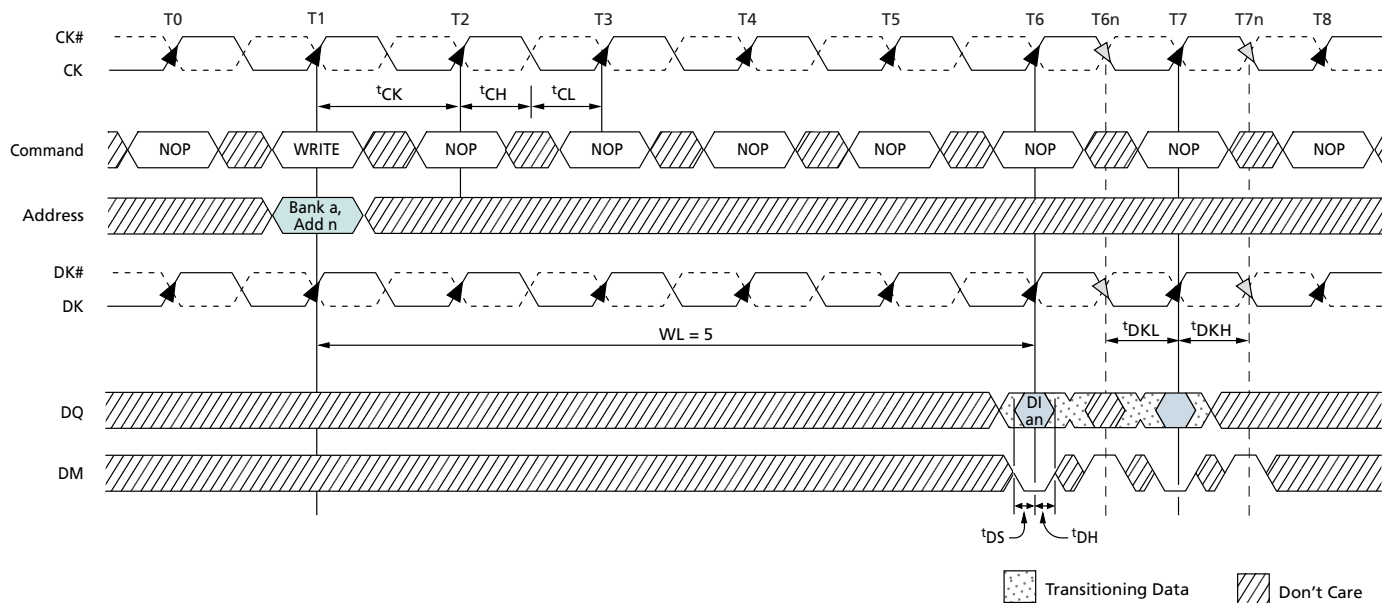 T0 T1 T2 T3 T4 T5 T6 T6n T7 T7n T8
CK#
CK
tCK tCH tCL
Command NOP WRITE NOP NOP NOP NOP NOP NOP NOP
Address Bank a,
Add n
DK#
DK
WL = 5 tDKL tDKH
DQ DI
an
DM
tDS tDH
Transitioning Data Don't Care